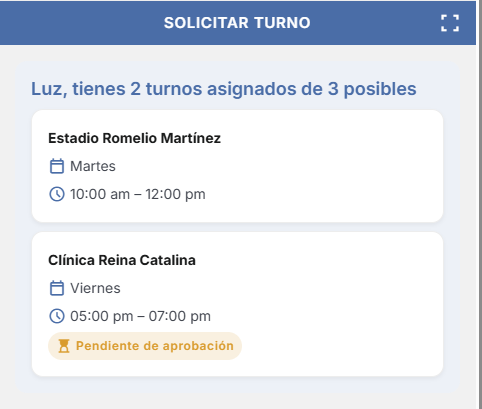 SOLICITAR TURNO
Luz, tienes 2 turnos asignados de 3 posibles
Estadio Romelio Martínez
Martes
10:00 am – 12:00 pm
Clínica Reina Catalina
Viernes
05:00 pm – 07:00 pm
Pendiente de aprobación